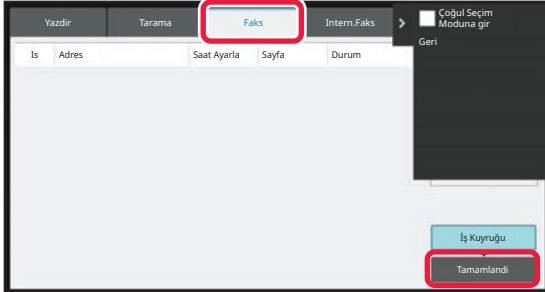 Yazdir Tarama Faks Intern.Faks
Çoğul Seçim
Moduna gir
Geri
Is Adres Saat Ayarla Sayfa Durum
İş Kuyruğu
Tamamlandi